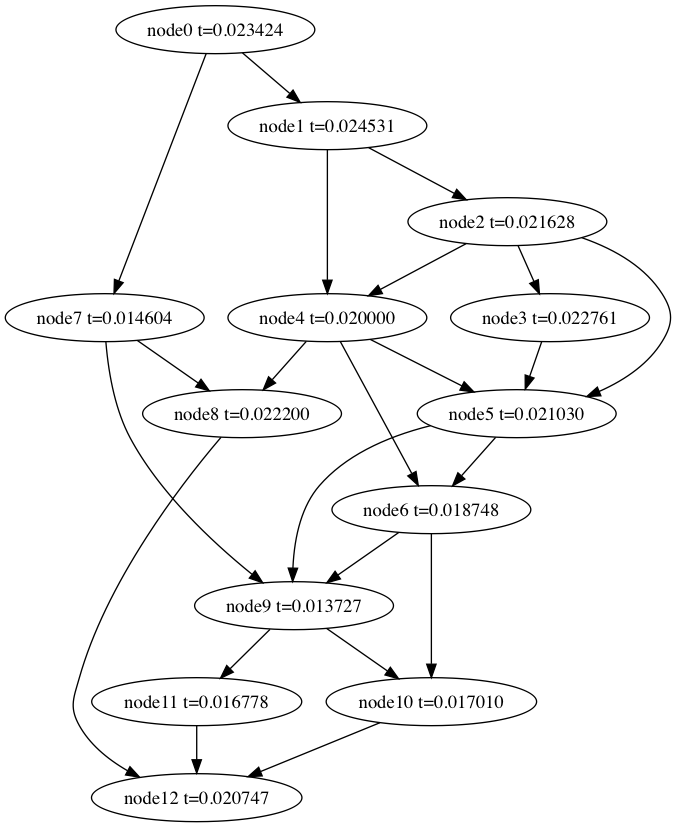 node0 t=0.023424
node1 t=0.024531
node2 t=0.021628
node7 t=0.014604
node4 t=0.020000
node3 t=0.022761
node8 t=0.022200
node5 t=0.021030
node6 t=0.018748
node9 t=0.013727
node11 t=0.016778
node10 t=0.017010
node12 t=0.020747